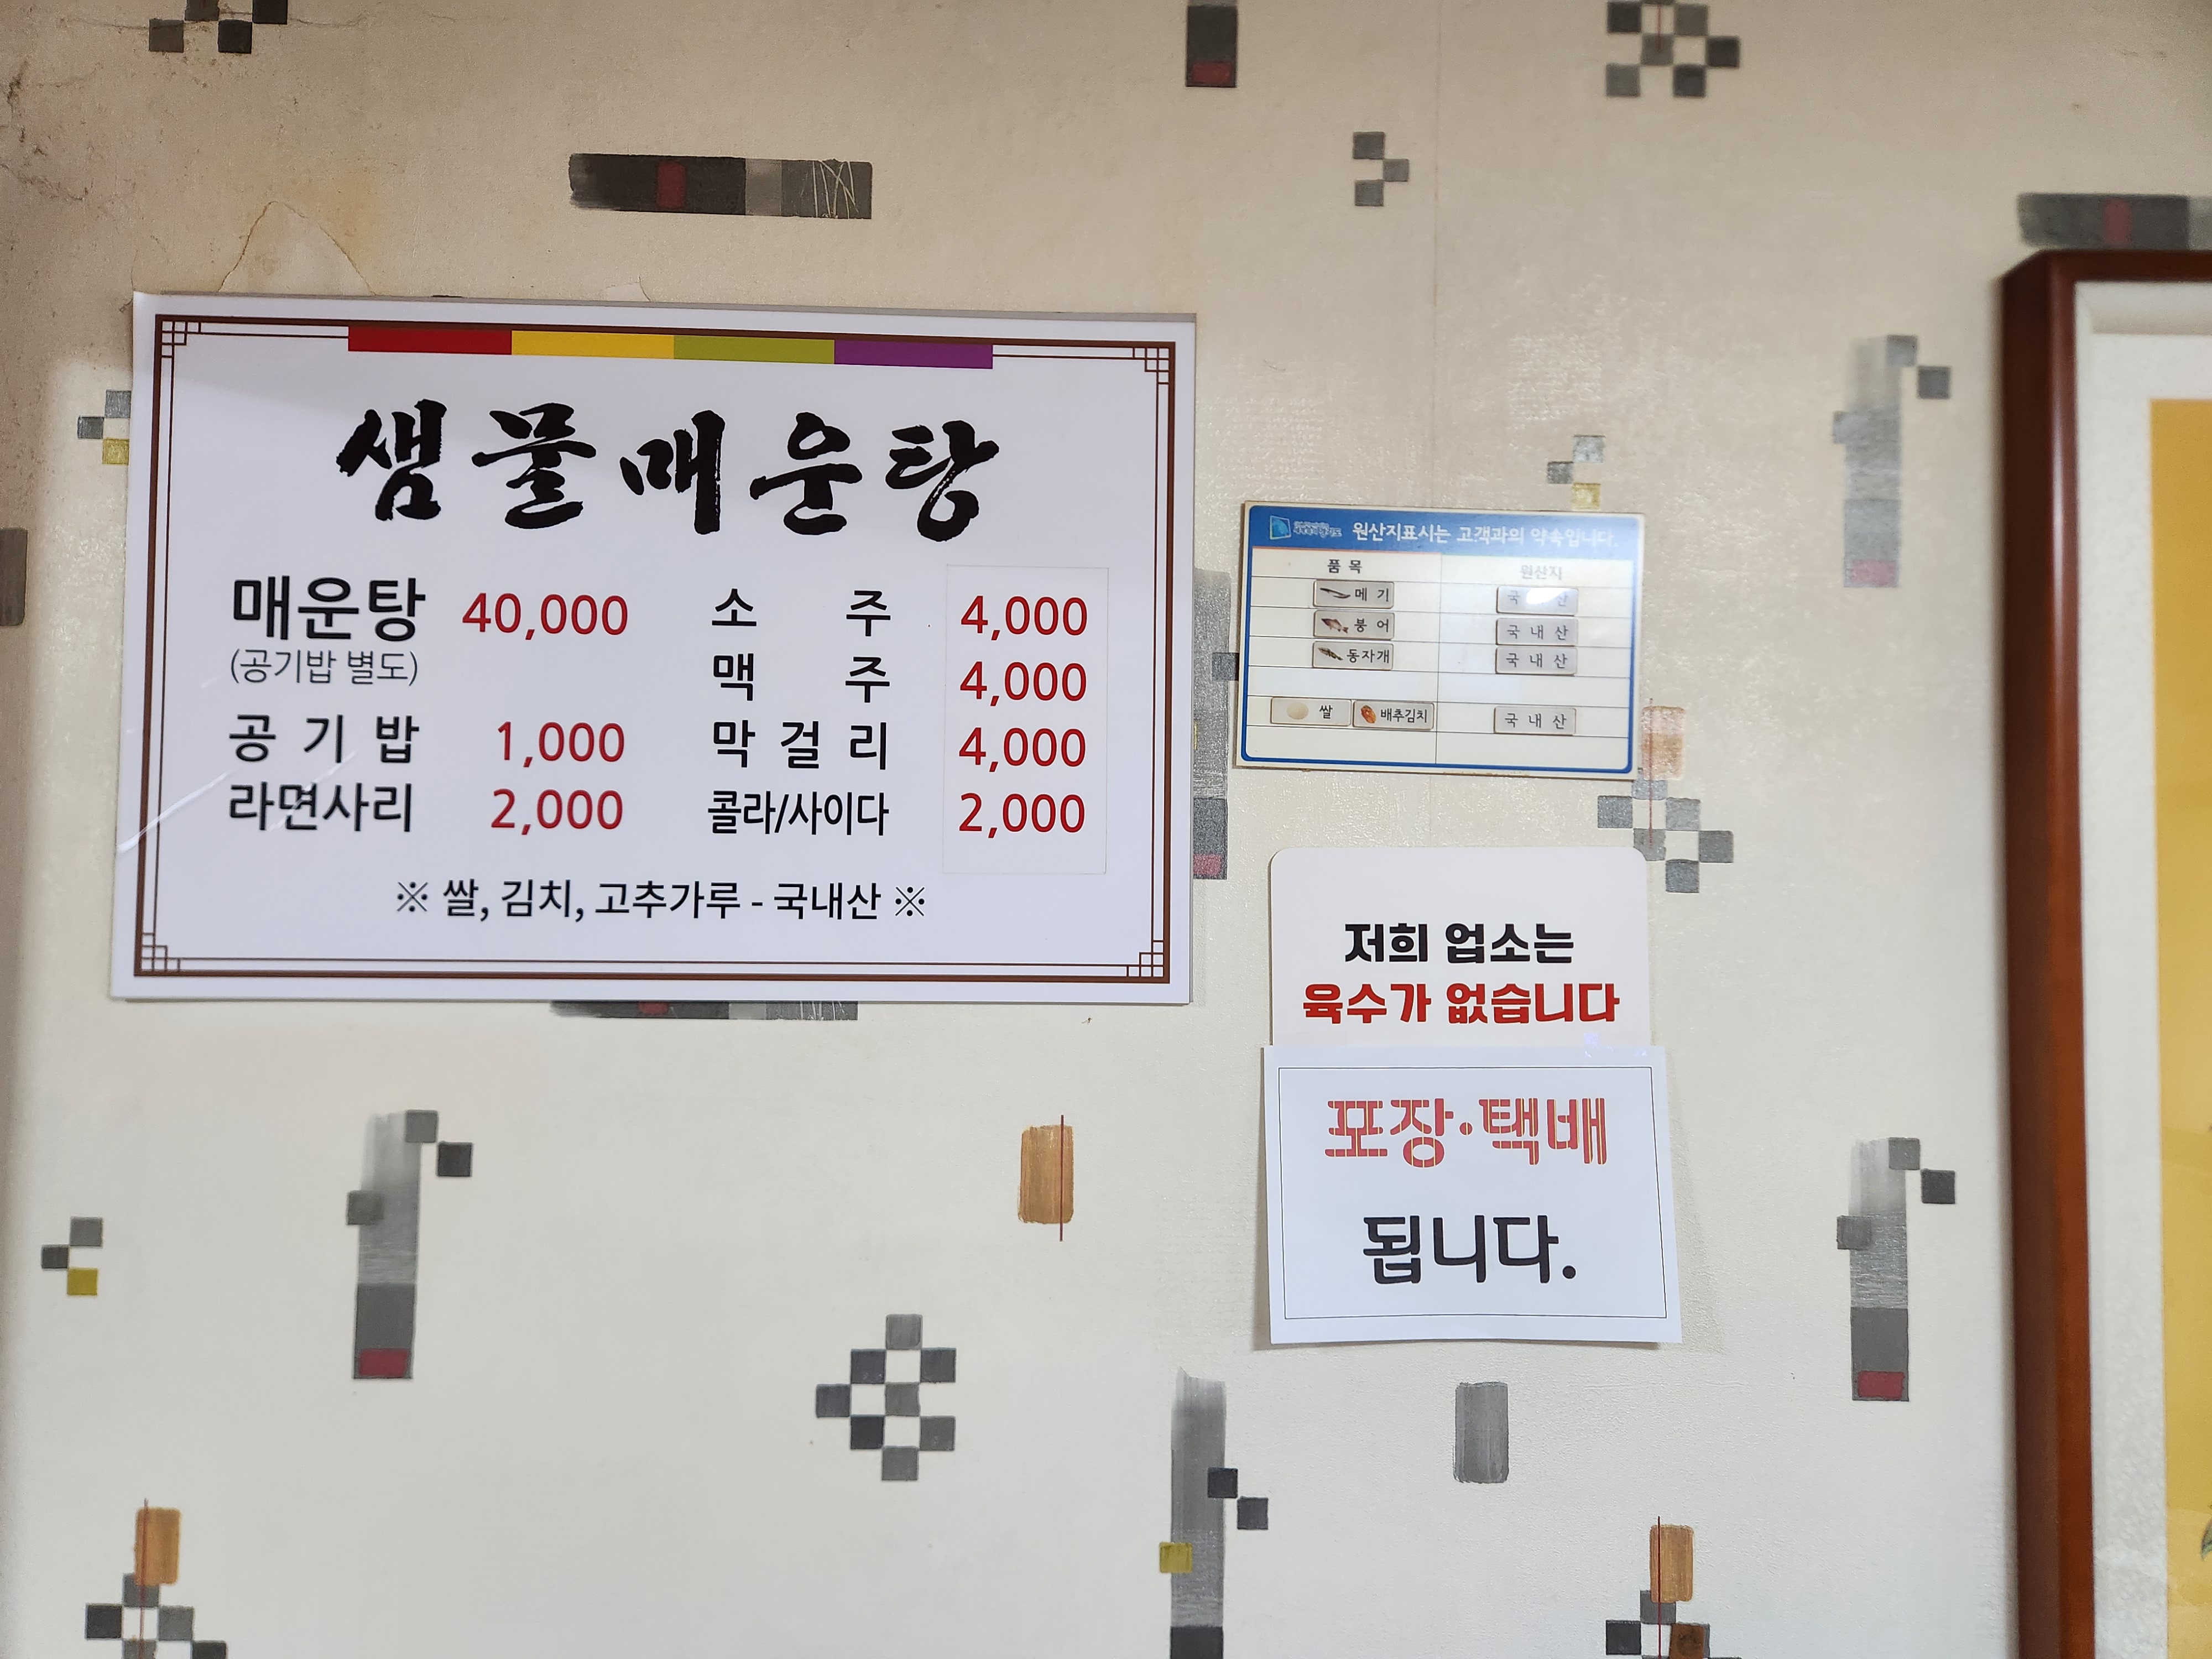 샘물매운탕
매운탕 40,000
(공기밥 별도)
공기밥 1,000
라면사리 2,000
소주 4,000
맥주 4,000
막걸리 4,000
콜라/사이다 2,000
※ 쌀, 김치, 고추가루 - 국내산 ※
원산지표시는 고객과의 약속입니다.
품목 원산지
메기 국 산
붕어 국내산
동자개 국내산
쌀 배추김치 국내산
저희 업소는
육수가 없습니다
포장·택배
됩니다.